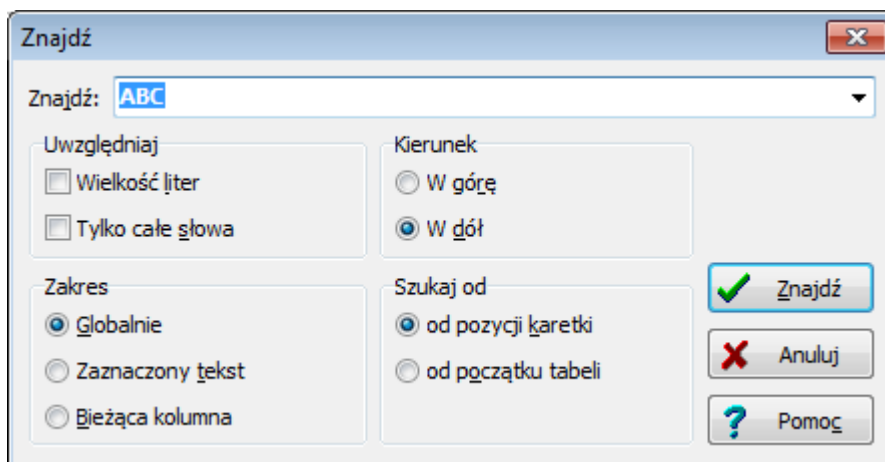 Znajdź
Znajdź: ABC
Uwzględniaj
Wielkość liter
Tylko całe słowa
Kierunek
W górę
W dół
Zakres
Globalnie
Zaznaczony tekst
Bieżąca kolumna
Szukaj od
od pozycji karetki
od początku tabeli
Znajdź
Anuluj
Pomoc